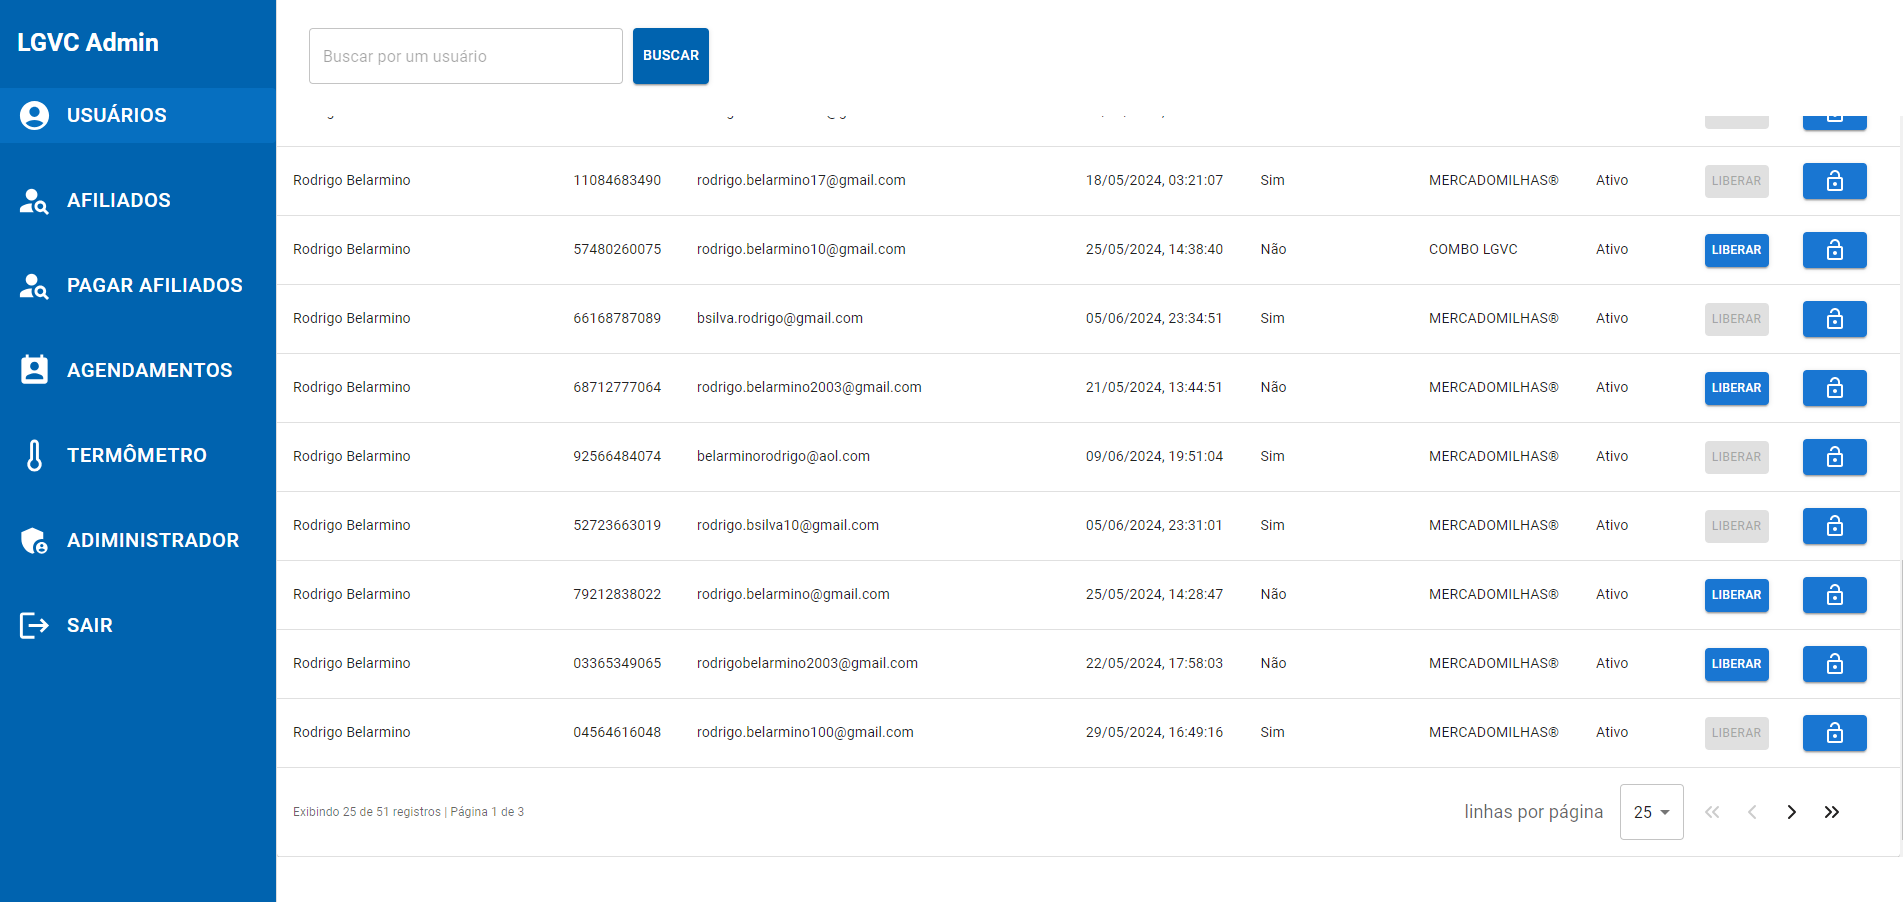 LGVC Admin
USUÁRIOS
AFILIADOS
PAGAR AFILIADOS
AGENDAMENTOS
TERMÔMETRO
ADIMINISTRADOR
SAIR
Buscar por um usuário
BUSCAR
Rodrigo Belarmino 11084683490 rodrigo.belarmino17@gmail.com 18/05/2024, 03:21:07 Sim MERCADOMILHAS® Ativo LIBERAR
Rodrigo Belarmino 57480260075 rodrigo.belarmino10@gmail.com 25/05/2024, 14:38:40 Não COMBO LGVC Ativo LIBERAR
Rodrigo Belarmino 66168787089 bsilva.rodrigo@gmail.com 05/06/2024, 23:34:51 Sim MERCADOMILHAS® Ativo LIBERAR
Rodrigo Belarmino 68712777064 rodrigo.belarmino2003@gmail.com 21/05/2024, 13:44:51 Não MERCADOMILHAS® Ativo LIBERAR
Rodrigo Belarmino 92566484074 belarminorodrigo@aol.com 09/06/2024, 19:51:04 Sim MERCADOMILHAS® Ativo LIBERAR
Rodrigo Belarmino 52723663019 rodrigo.bsilva10@gmail.com 05/06/2024, 23:31:01 Sim MERCADOMILHAS® Ativo LIBERAR
Rodrigo Belarmino 79212838022 rodrigo.belarmino@gmail.com 25/05/2024, 14:28:47 Não MERCADOMILHAS® Ativo LIBERAR
Rodrigo Belarmino 03365349065 rodrigobelarmino2003@gmail.com 22/05/2024, 17:58:03 Não MERCADOMILHAS® Ativo LIBERAR
Rodrigo Belarmino 04564616048 rodrigo.belarmino100@gmail.com 29/05/2024, 16:49:16 Sim MERCADOMILHAS® Ativo LIBERAR
Exibindo 25 de 51 registros | Página 1 de 3
linhas por página 25